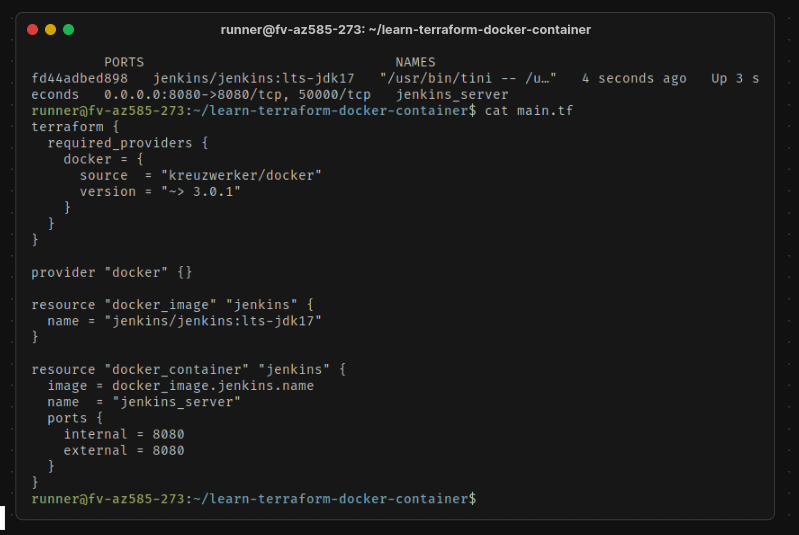 runner@fv-az585-273: ~/learn-terraform-docker-container
PORTS NAMES
fd44adbed898 jenkins/jenkins:lts-jdk17 "/usr/bin/tini -- /u…" 4 seconds ago Up 3 s
econds 0.0.0.0:8080->8080/tcp, 50000/tcp jenkins_server
runner@fv-az585-273:~/learn-terraform-docker-container$ cat main.tf
terraform {
  required_providers {
    docker = {
      source  = "kreuzwerker/docker"
      version = "~> 3.0.1"
    }
  }
}
provider "docker" {}
resource "docker_image" "jenkins" {
  name = "jenkins/jenkins:lts-jdk17"
}
resource "docker_container" "jenkins" {
  image = docker_image.jenkins.name
  name  = "jenkins_server"
  ports {
    internal = 8080
    external = 8080
  }
}
runner@fv-az585-273:~/learn-terraform-docker-container$